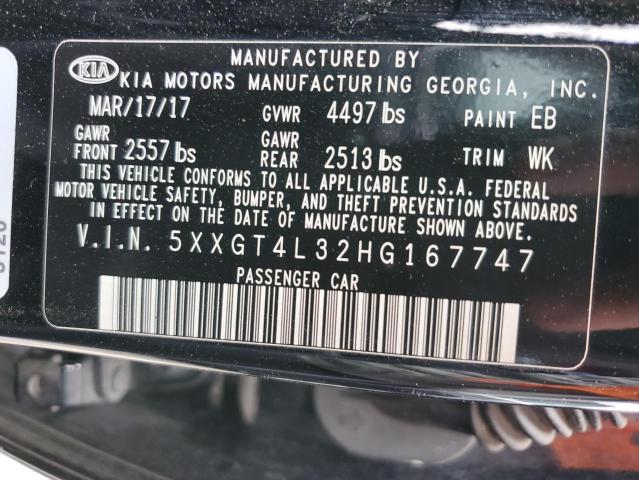 MANUFACTURED BY
KIA KIA MOTORS MANUFACTURING GEORGIA, INC.
MAR/17/17 GVWR 4497 lbs PAINT EB
GAWR FRONT 2557 lbs GAWR REAR 2513 lbs TRIM WK
THIS VEHICLE CONFORMS TO ALL APPLICABLE U.S.A. FEDERAL
MOTOR VEHICLE SAFETY, BUMPER, AND THEFT PREVENTION STANDARDS
IN EFFECT ON THE DATE OF MANUFACTURE SHOWN ABOVE.
V.I.N. 5XXGT4L32HG167747
PASSENGER CAR